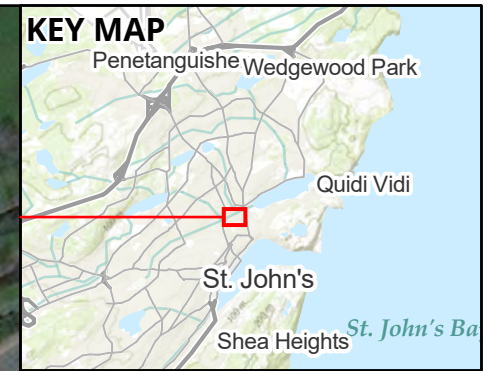 KEY MAP
Penetanguishe Wedgewood Park
Quidi Vidi
St. John's
St. John's Ba
Shea Heights